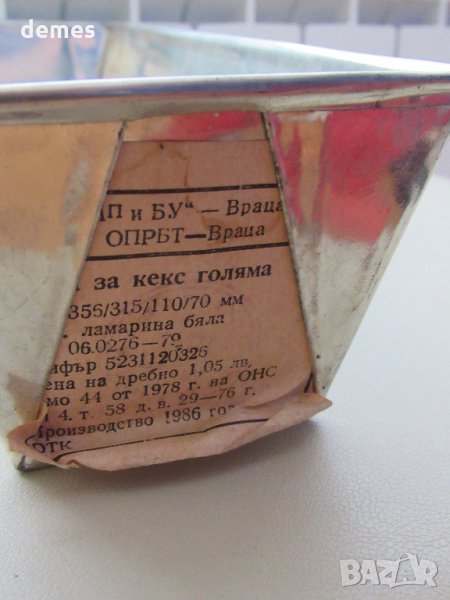 demes
ИП и БУ“ — Враца
ОПРБТ—Враца
за кекс голяма
356/315/110/70 мм
ламарина бяла
06.0276—79
ифър 5231120326
ена на дребно 1,05 лв,
мо 44 от 1978 г. на ОНС
4. т. 58 д. в. 29—76 г.
Производство 1986 го
ОТК
BAZAR